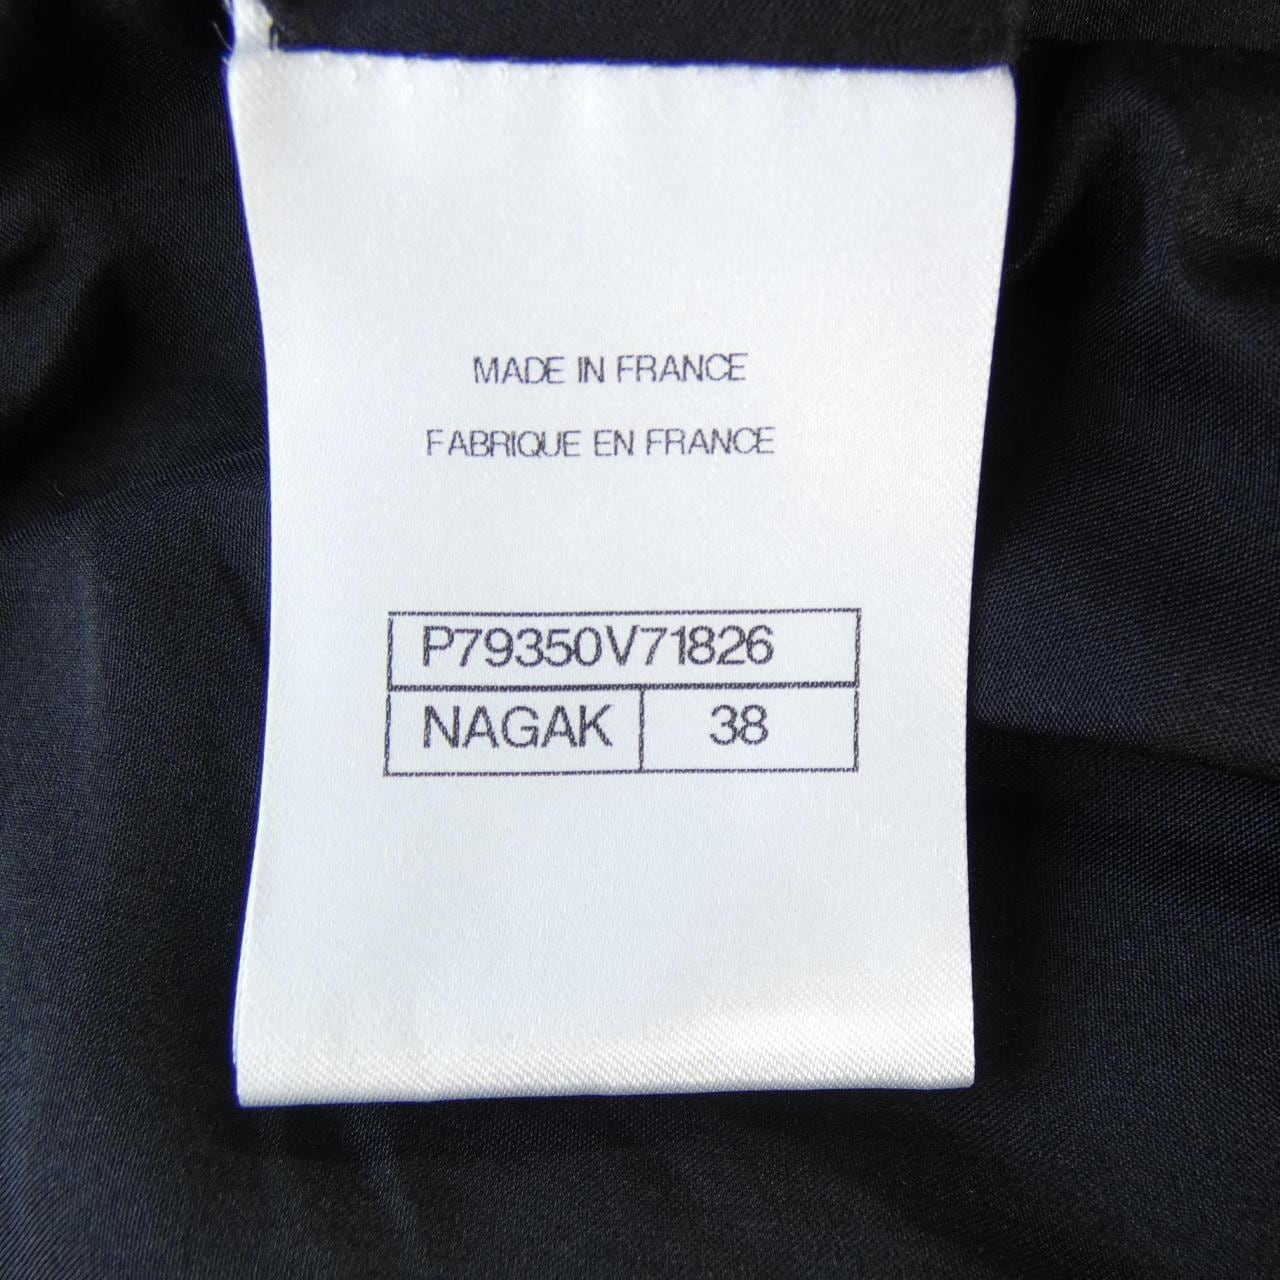 MADE IN FRANCE
FABRIQUE EN FRANCE
P79350V71826
NAGAK 38